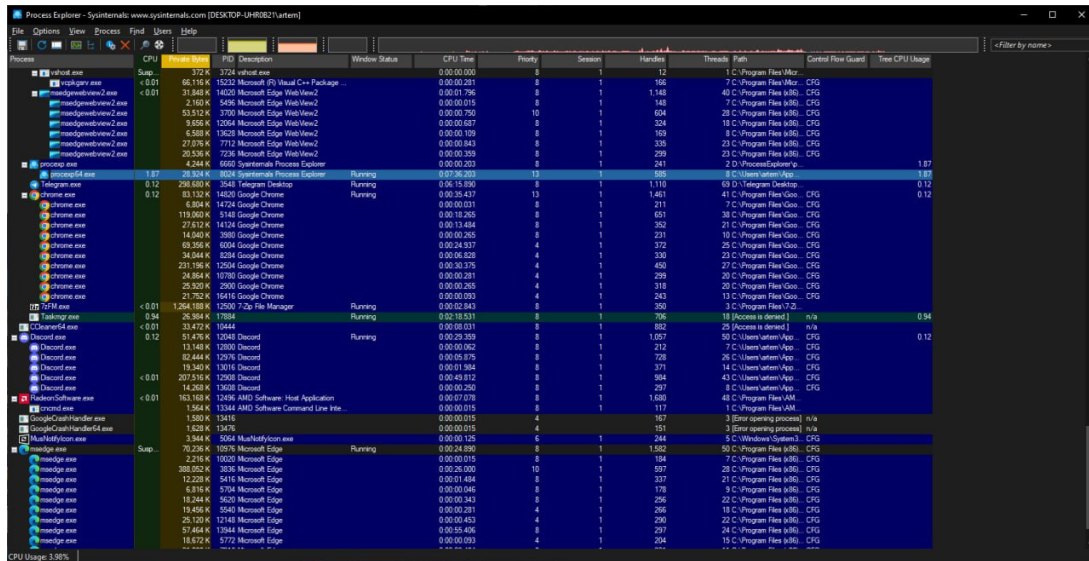 Process Explorer - Sysinternals: www.sysinternals.com [DESKTOP-UHR0B21\artem]
File Options View Process Find Users Help
<Filter by name>
Process CPU Private Bytes PID Description Window Status CPU Time Priority Session Handles Threads Path Control Flow Guard Tree CPU Usage
vshost.exe Susp... 372 K 3724 vshost.exe 0:00:00.000 8 1 12 1 C:\Program Files\Micr...
vcpkgsrv.exe < 0.01 66,116 K 15232 Microsoft (R) Visual C++ Package ... 0:00:00.281 8 1 166 7 C:\Program Files\Micr... CFG
msedgewebview2.exe < 0.01 31,848 K 14020 Microsoft Edge WebView2 0:00:01.796 8 1 1,148 40 C:\Program Files (x86)... CFG
msedgewebview2.exe 2,160 K 5496 Microsoft Edge WebView2 0:00:00.015 8 1 148 7 C:\Program Files (x86)... CFG
msedgewebview2.exe 53,512 K 3700 Microsoft Edge WebView2 0:00:00.750 10 1 604 28 C:\Program Files (x86)... CFG
msedgewebview2.exe 9,656 K 12064 Microsoft Edge WebView2 0:00:00.687 8 1 324 18 C:\Program Files (x86)... CFG
msedgewebview2.exe 6,588 K 13628 Microsoft Edge WebView2 0:00:00.109 8 1 169 8 C:\Program Files (x86)... CFG
msedgewebview2.exe 27,076 K 7712 Microsoft Edge WebView2 0:00:00.843 8 1 335 23 C:\Program Files (x86)... CFG
msedgewebview2.exe 20,536 K 7236 Microsoft Edge WebView2 0:00:00.359 8 1 299 23 C:\Program Files (x86)... CFG
procexp.exe 4,244 K 6660 Sysinternals Process Explorer 0:00:00.203 8 1 241 2 D:\ProcessExplorer\p... 1.87
procexp64.exe 1.87 28,924 K 8024 Sysinternals Process Explorer Running 0:07:36.203 13 1 585 8 C:\Users\artem\App... 1.87
Telegram.exe 0.12 298,680 K 3548 Telegram Desktop Running 0:06:15.890 8 1 1,110 69 D:\Telegram Desktop... 0.12
chrome.exe 0.12 83,132 K 14820 Google Chrome Running 0:00:35.437 13 1 1,461 41 C:\Program Files\Goo... CFG 0.12
chrome.exe 6,804 K 14724 Google Chrome 0:00:00.031 8 1 211 7 C:\Program Files\Goo... CFG
chrome.exe 119,060 K 5148 Google Chrome 0:00:18.265 8 1 651 38 C:\Program Files\Goo... CFG
chrome.exe 27,612 K 14124 Google Chrome 0:00:13.484 8 1 352 21 C:\Program Files\Goo... CFG
chrome.exe 14,040 K 3980 Google Chrome 0:00:00.265 8 1 231 10 C:\Program Files\Goo... CFG
chrome.exe 69,356 K 6004 Google Chrome 0:00:24.937 4 1 372 25 C:\Program Files\Goo... CFG
chrome.exe 34,044 K 8284 Google Chrome 0:00:06.828 4 1 330 23 C:\Program Files\Goo... CFG
chrome.exe 231,196 K 12504 Google Chrome 0:00:30.375 4 1 450 27 C:\Program Files\Goo... CFG
chrome.exe 24,864 K 10780 Google Chrome 0:00:00.281 4 1 299 20 C:\Program Files\Goo... CFG
chrome.exe 25,920 K 2900 Google Chrome 0:00:00.265 4 1 318 20 C:\Program Files\Goo... CFG
chrome.exe 21,752 K 16416 Google Chrome 0:00:00.093 4 1 243 13 C:\Program Files\Goo... CFG
7zFM.exe < 0.01 1,264,188 K 12500 7-Zip File Manager Running 0:00:02.843 8 1 350 3 C:\Program Files\7-Zi...
Taskmgr.exe 0.94 26,984 K 17884 Running 0:02:18.531 8 1 706 18 [Access is denied.] n/a 0.94
CCleaner64.exe < 0.01 33,472 K 10444 0:00:08.031 8 1 882 25 [Access is denied.] n/a
Discord.exe 0.12 51,476 K 12048 Discord Running 0:00:29.359 8 1 1,057 50 C:\Users\artem\App... CFG 0.12
Discord.exe 13,148 K 12800 Discord 0:00:00.062 8 1 212 7 C:\Users\artem\App... CFG
Discord.exe 82,444 K 12976 Discord 0:00:05.875 8 1 728 26 C:\Users\artem\App... CFG
Discord.exe 19,340 K 13016 Discord 0:00:01.984 8 1 371 14 C:\Users\artem\App... CFG
Discord.exe < 0.01 207,516 K 12908 Discord 0:00:49.812 8 1 984 43 C:\Users\artem\App... CFG
Discord.exe 14,268 K 13608 Discord 0:00:00.250 8 1 297 8 C:\Users\artem\App... CFG
RadeonSoftware.exe < 0.01 163,168 K 12496 AMD Software: Host Application 0:00:07.078 8 1 1,680 48 C:\Program Files\AM... CFG
cncmd.exe 1,564 K 13344 AMD Software Command Line Inte... 0:00:00.015 8 1 117 1 C:\Program Files\AM...
GoogleCrashHandler.exe 1,580 K 13416 0:00:00.015 4 167 3 [Error opening process] n/a
GoogleCrashHandler64.exe 1,628 K 13476 0:00:00.015 4 151 3 [Error opening process] n/a
MusNotifyIcon.exe 3,944 K 5064 MusNotifyIcon.exe 0:00:00.125 6 1 244 5 C:\Windows\System3... CFG
msedge.exe Susp... 70,236 K 10976 Microsoft Edge Running 0:00:24.890 8 1 1,582 50 C:\Program Files (x86)... CFG
msedge.exe 2,216 K 10020 Microsoft Edge 0:00:00.015 8 1 184 7 C:\Program Files (x86)... CFG
msedge.exe 388,052 K 3836 Microsoft Edge 0:00:26.000 10 1 597 28 C:\Program Files (x86)... CFG
msedge.exe 12,228 K 5416 Microsoft Edge 0:00:01.484 8 1 337 21 C:\Program Files (x86)... CFG
msedge.exe 6,816 K 5704 Microsoft Edge 0:00:00.046 8 1 178 9 C:\Program Files (x86)... CFG
msedge.exe 18,244 K 5620 Microsoft Edge 0:00:00.343 8 1 256 22 C:\Program Files (x86)... CFG
msedge.exe 19,456 K 5540 Microsoft Edge 0:00:00.281 4 1 266 18 C:\Program Files (x86)... CFG
msedge.exe 25,120 K 12148 Microsoft Edge 0:00:00.453 4 1 290 22 C:\Program Files (x86)... CFG
msedge.exe 57,464 K 13944 Microsoft Edge 0:00:55.406 8 1 297 24 C:\Program Files (x86)... CFG
msedge.exe 18,672 K 5772 Microsoft Edge 0:00:00.093 4 1 204 15 C:\Program Files (x86)... CFG
CPU Usage: 3.98%